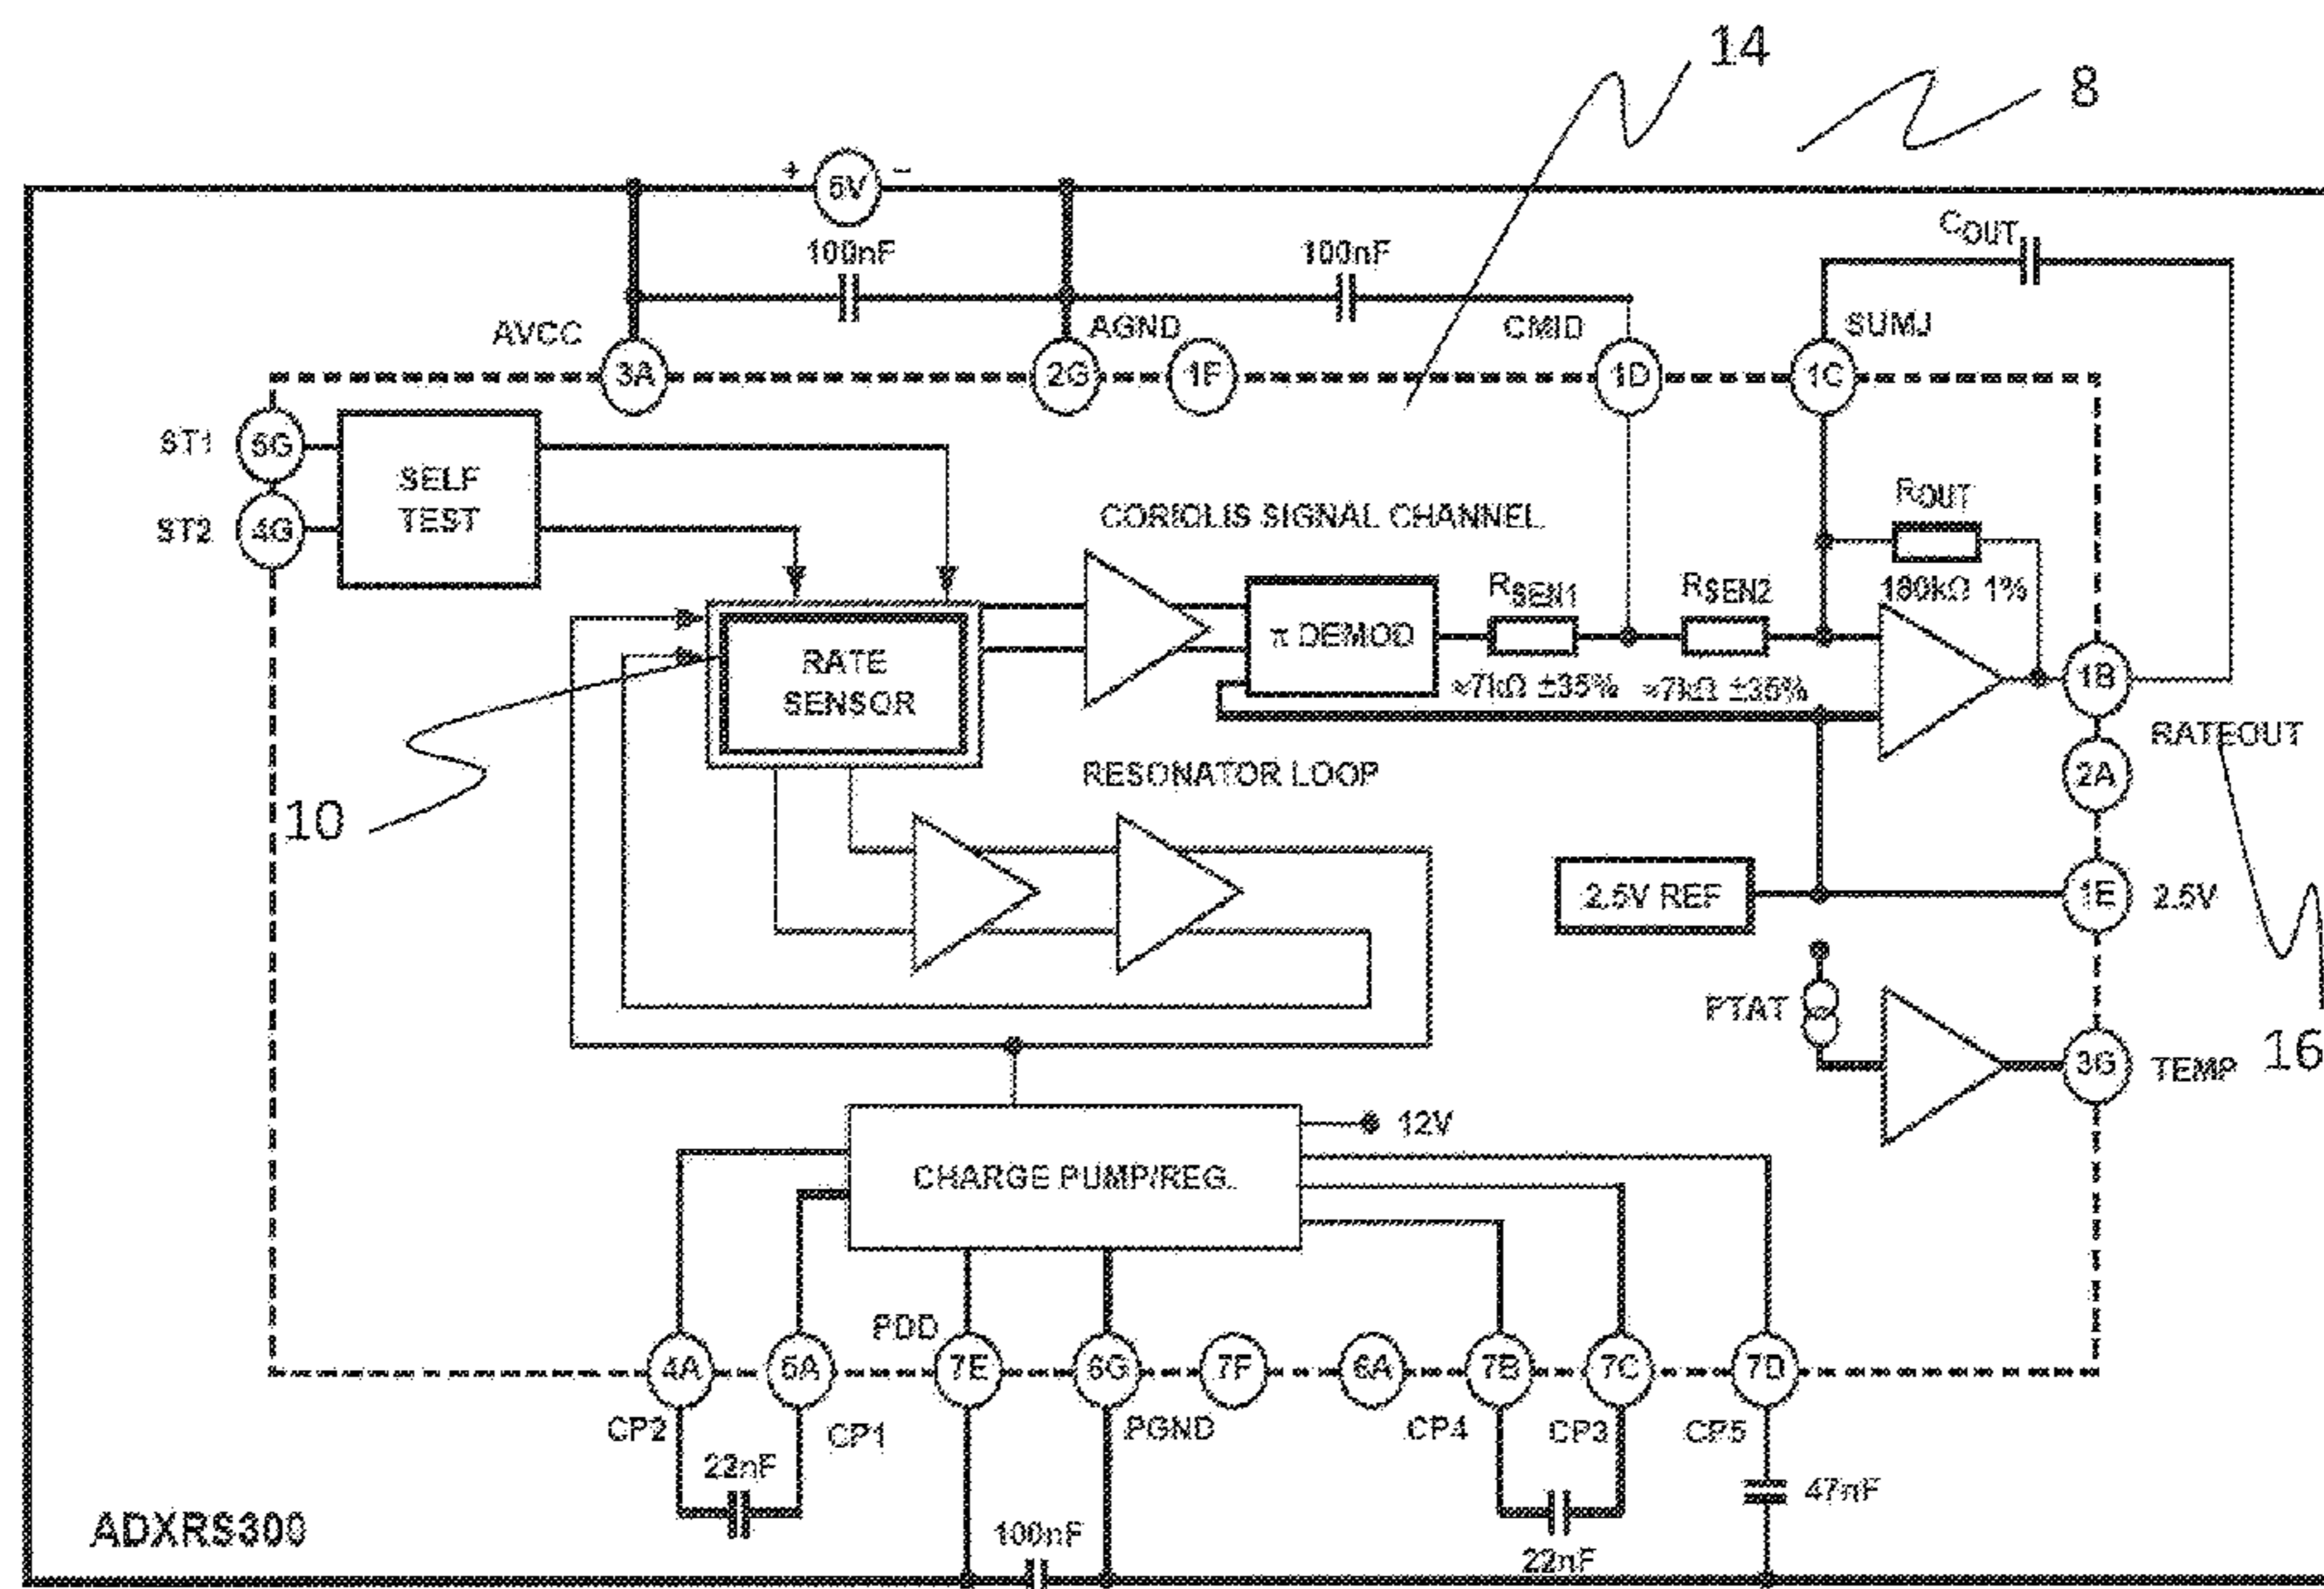 14
8
+ 5V −
100nF
100nF
COUT
AVCC
AGND
CMID
SUMJ
3A
2G
1F
1D
1C
ST1
5G
ST2
4G
SELF
TEST
CORICLIS SIGNAL CHANNEL
ROUT
180kΩ 1%
RSEN1
RSEN2
π DEMOD
≈7kΩ ±35%
≈7kΩ ±35%
RATE
SENSOR
1B
RATEOUT
2A
10
RESONATOR LOOP
2.5V REF
1E
2.5V
PTAT
3G
TEMP
16
12V
CHARGE PUMP/REG.
PDD
4A
5A
7E
6G
7F
6A
7B
7C
7D
CP2
CP1
PGND
CP4
CP3
CP5
22nF
47nF
ADXRS300
100nF
22nF